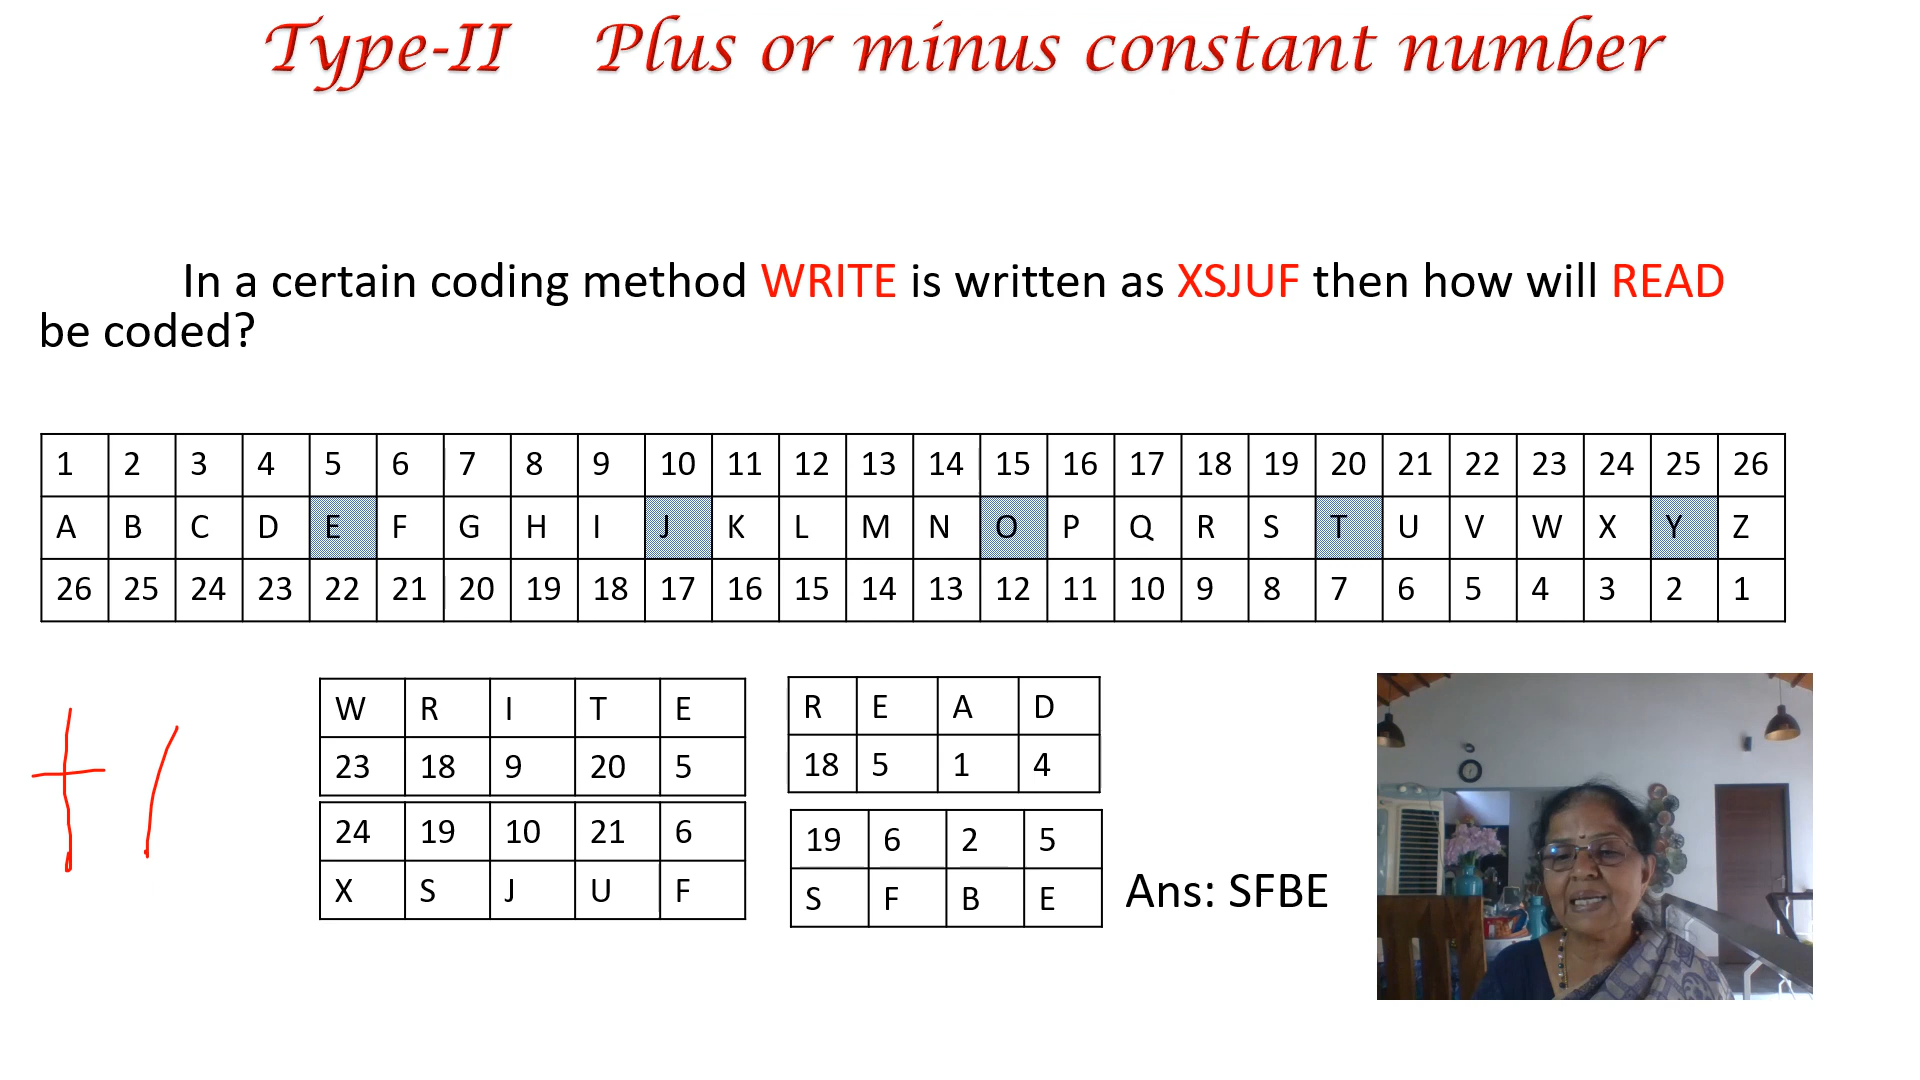 Type-II Plus or minus constant number
In a certain coding method WRITE is written as XSJUF then how will READ
be coded?
1 2 3 4 5 6 7 8 9 10 11 12 13 14 15 16 17 18 19 20 21 22 23 24 25 26
A B C D E F G H I J K L M N O P Q R S T U V W X Y Z
26 25 24 23 22 21 20 19 18 17 16 15 14 13 12 11 10 9 8 7 6 5 4 3 2 1
+1
W R I T E
23 18 9 20 5
24 19 10 21 6
X S J U F
R E A D
18 5 1 4
19 6 2 5
S F B E
Ans: SFBE